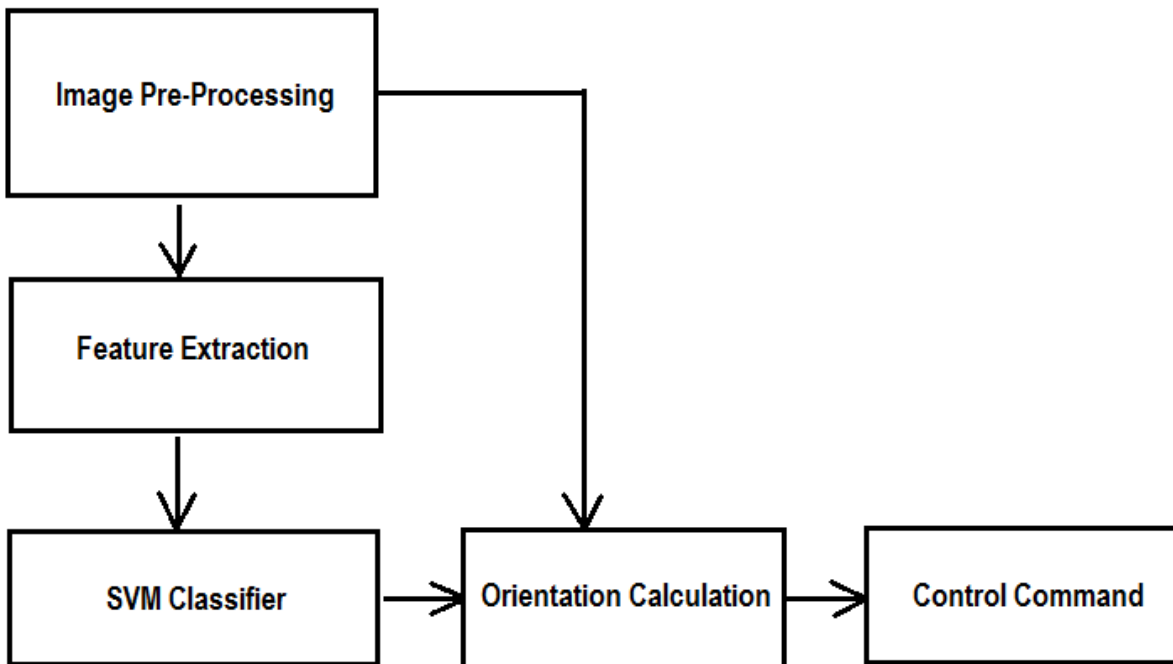 Image Pre-Processing
Feature Extraction
SVM Classifier
Orientation Calculation
Control Command